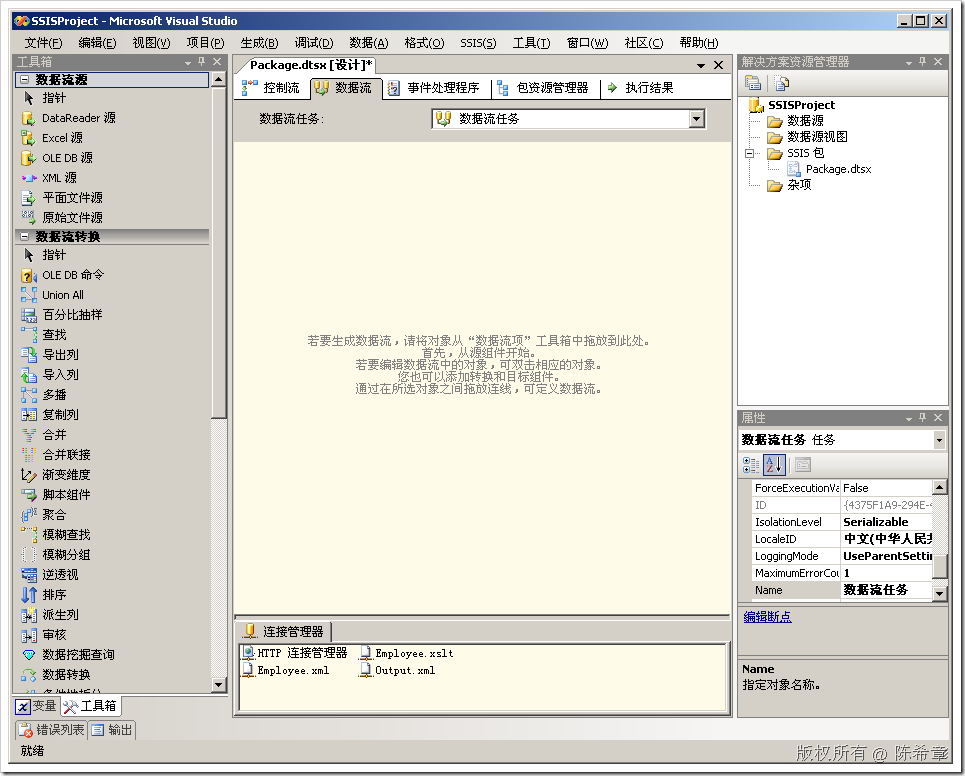 SSISProject - Microsoft Visual Studio
文件(F) 编辑(E) 视图(V) 项目(P) 生成(B) 调试(D) 数据(A) 格式(O) SSIS(S) 工具(T) 窗口(W) 社区(C) 帮助(H)
工具箱
数据流源
指针
DataReader 源
Excel 源
OLE DB 源
XML 源
平面文件源
原始文件源
数据流转换
指针
OLE DB 命令
Union All
百分比抽样
查找
导出列
导入列
多播
复制列
合并
合并联接
渐变维度
脚本组件
聚合
模糊查找
模糊分组
逆透视
排序
派生列
审核
数据挖掘查询
数据转换
变量 工具箱
错误列表 输出
就绪
Package.dtsx [设计]*
控制流 数据流 事件处理程序 包资源管理器 执行结果
数据流任务: 数据流任务
若要生成数据流，请将对象从“数据流项”工具箱中拖放到此处。
首先，从源组件开始。
若要编辑数据流中的对象，可双击相应的对象。
您也可以添加转换和目标组件。
通过在所选对象之间拖放连线，可定义数据流。
连接管理器
HTTP 连接管理器 Employee.xslt
Employee.xml Output.xml
解决方案资源管理器
SSISProject
数据源
数据源视图
SSIS 包
Package.dtsx
杂项
属性
数据流任务 任务
ForceExecutionVa False
ID {4375F1A9-294E-4
IsolationLevel Serializable
LocaleID 中文(中华人民共
LoggingMode UseParentSettin
MaximumErrorCou 1
Name 数据流任务
编辑断点
Name
指定对象名称。
版权所有 @ 陈希章